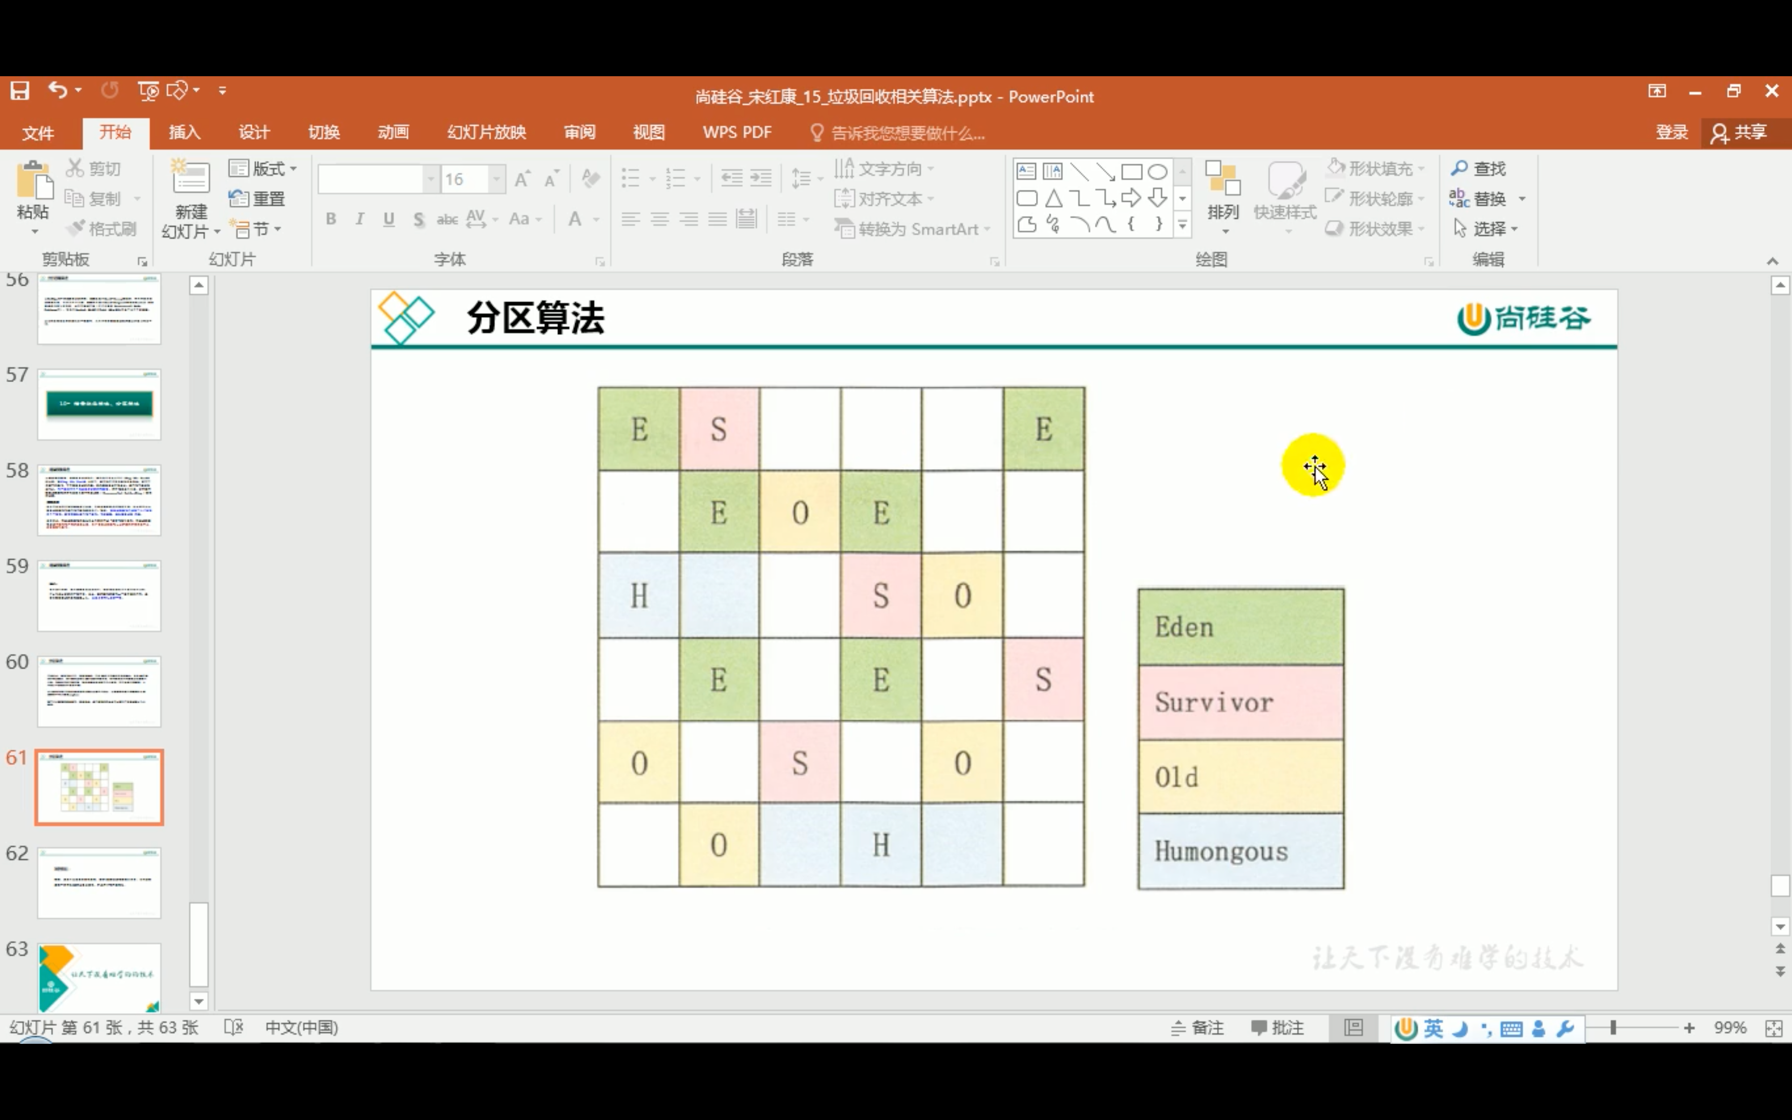 尚硅谷_宋红康_15_垃圾回收相关算法.pptx - PowerPoint
文件 开始 插入 设计 切换 动画 幻灯片放映 审阅 视图 WPS PDF 告诉我您想要做什么... 登录 共享
粘贴 剪切 复制 格式刷
新建幻灯片 版式 重置 节
16
B I U S abc AV Aa A
文字方向 对齐文本 转换为 SmartArt
排列 快速样式 形状填充 形状轮廓 形状效果
查找 替换 选择
剪贴板 幻灯片 字体 段落 绘图 编辑
56
57
58
59
60
61
62
63
分区算法
尚硅谷
E S E
E O E
H S O
E E S
O S O
O H
Eden
Survivor
Old
Humongous
让天下没有难学的技术
幻灯片 第 61 张，共 63 张 中文(中国) 备注 批注 英 99%